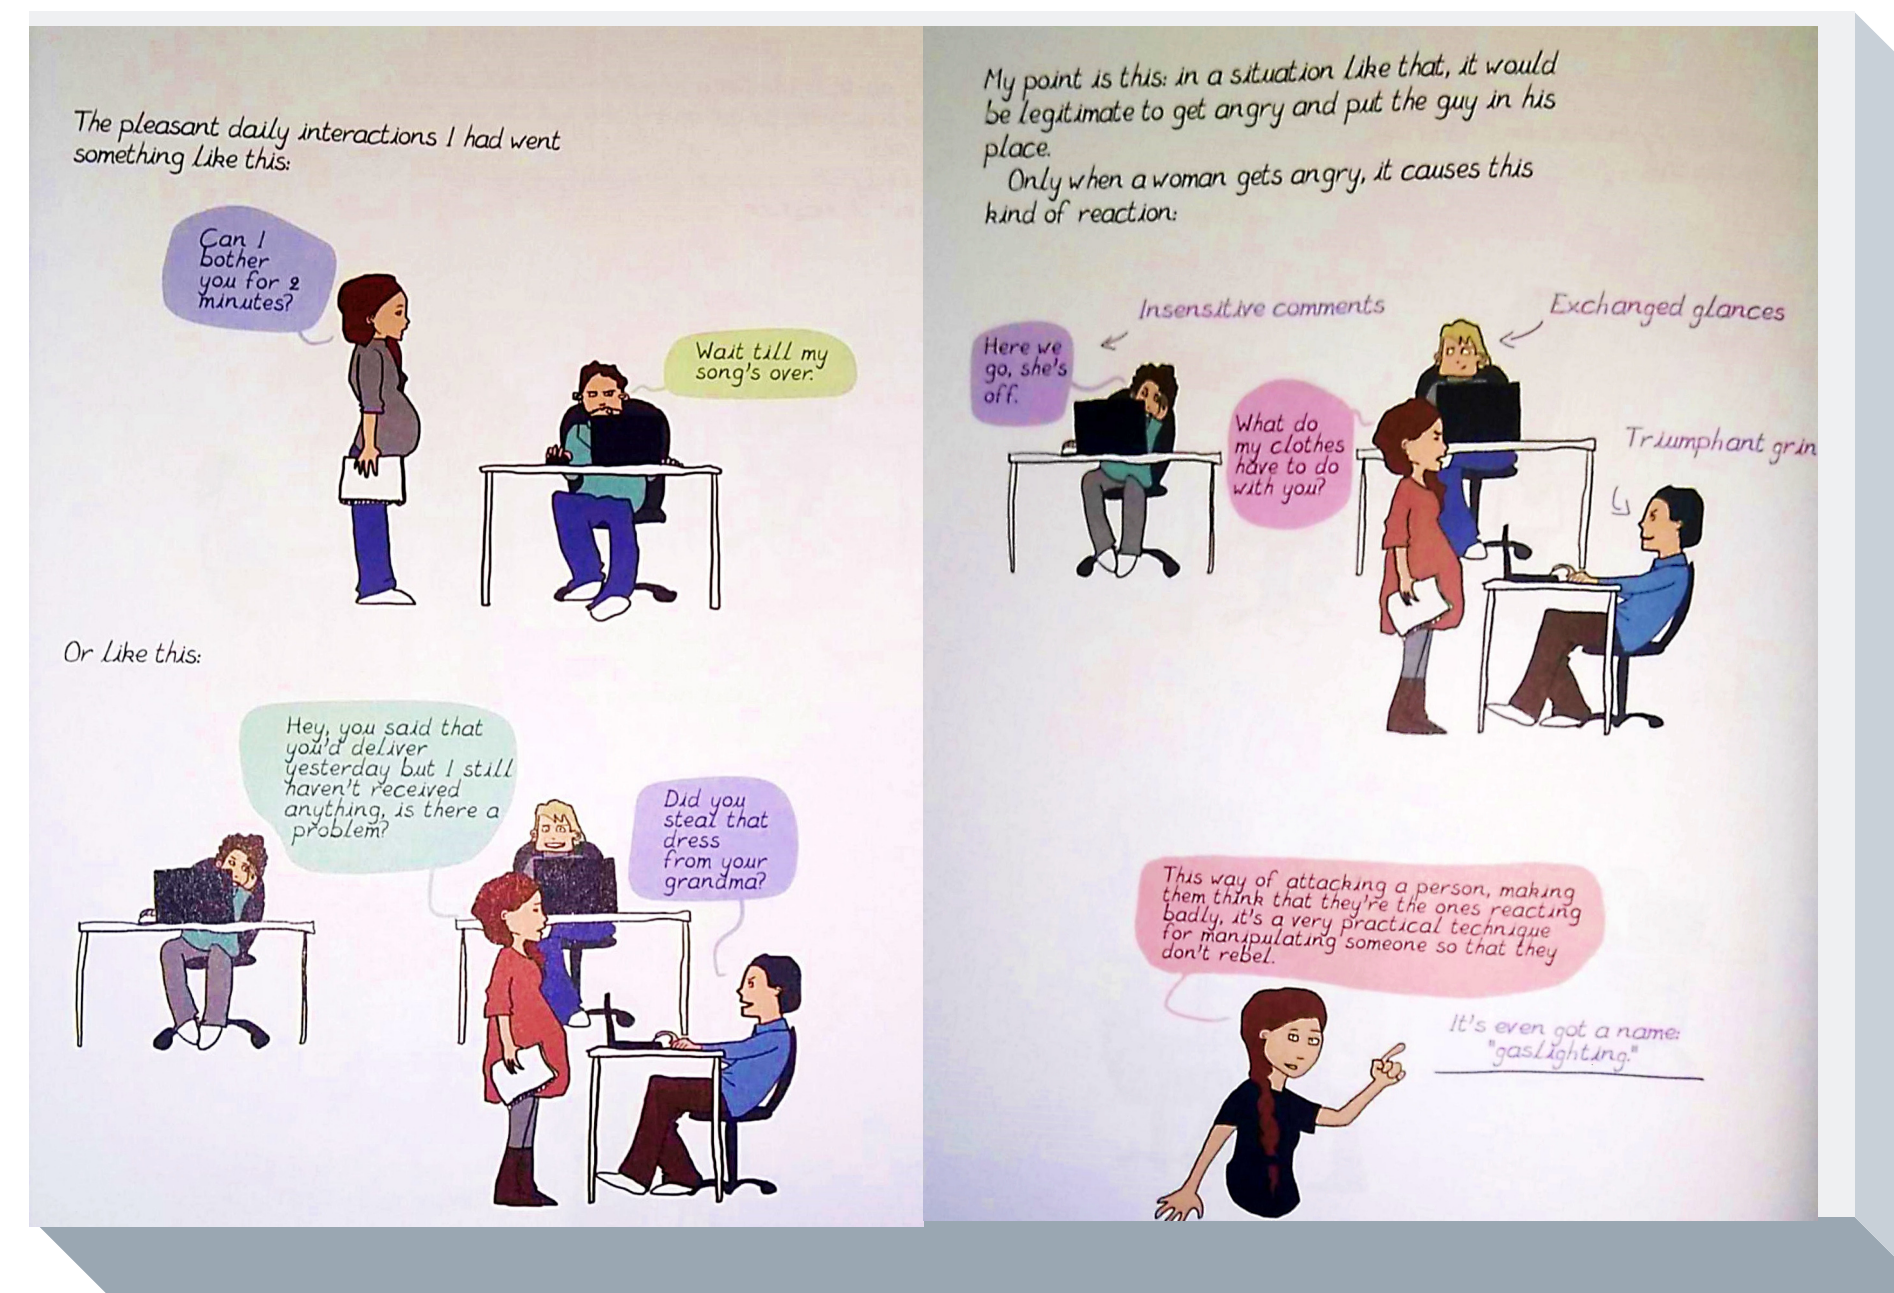 The pleasant daily interactions I had went
something like this:
Can I
bother
you for 2
minutes?
Wait till my
song's over.
Or like this:
Hey, you said that
you'd deliver
yesterday but I still
haven't received
anything, is there a
problem?
Did you
steal that
dress
from your
grandma?
My point is this: in a situation like that, it would
be legitimate to get angry and put the guy in his
place.
Only when a woman gets angry, it causes this
kind of reaction:
Insensitive comments
Exchanged glances
Here we
go, she's
off.
What do
my clothes
have to do
with you?
Triumphant grin
This way of attacking a person, making
them think that they're the ones reacting
badly, it's a very practical technique
for manipulating someone so that they
don't rebel.
It's even got a name:
"gaslighting."